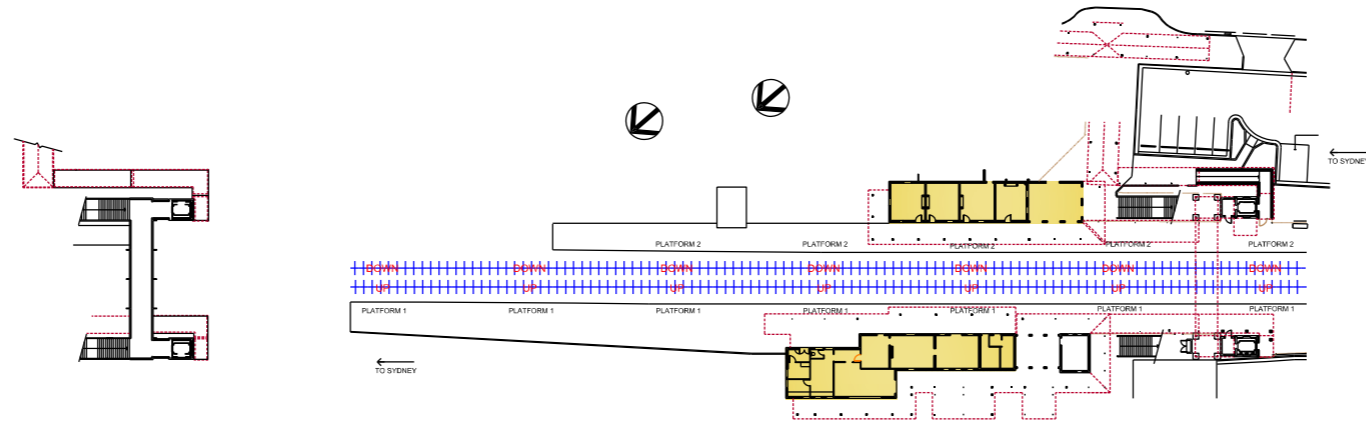 TO SYDNEY
PLATFORM 2 PLATFORM 2 PLATFORM 2 PLATFORM 2 PLATFORM 2
DOWN DOWN DOWN DOWN DOWN DOWN DOWN
UP UP UP UP UP UP UP
PLATFORM 1 PLATFORM 1 PLATFORM 1 PLATFORM 1 PLATFORM 1 PLATFORM 1 PLATFORM 1
TO SYDNEY